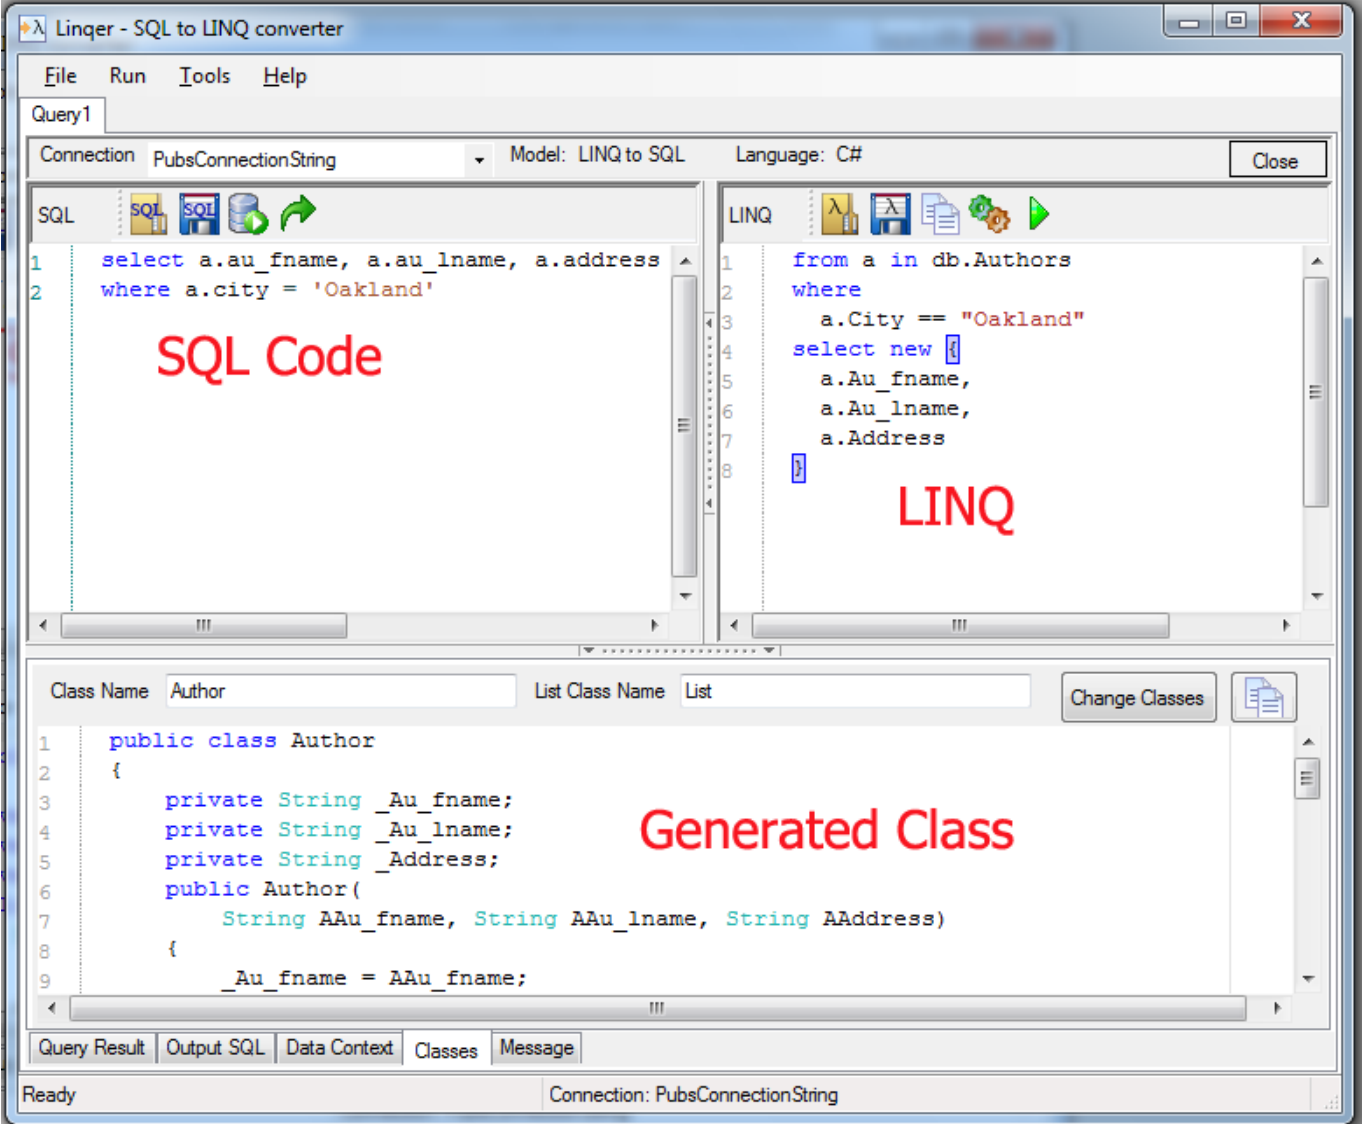 Linqer - SQL to LINQ converter
File Run Tools Help
Query1
Connection PubsConnectionString Model: LINQ to SQL Language: C# Close
SQL
1 select a.au_fname, a.au_lname, a.address
2 where a.city = 'Oakland'
SQL Code
LINQ
1 from a in db.Authors
2 where
3 a.City == "Oakland"
4 select new {
5 a.Au_fname,
6 a.Au_lname,
7 a.Address
8 }
LINQ
Class Name Author List Class Name List Change Classes
1 public class Author
2 {
3 private String _Au_fname;
4 private String _Au_lname;
5 private String _Address;
6 public Author(
7 String AAu_fname, String AAu_lname, String AAddress)
8 {
9 _Au_fname = AAu_fname;
Generated Class
Query Result Output SQL Data Context Classes Message
Ready Connection: PubsConnectionString